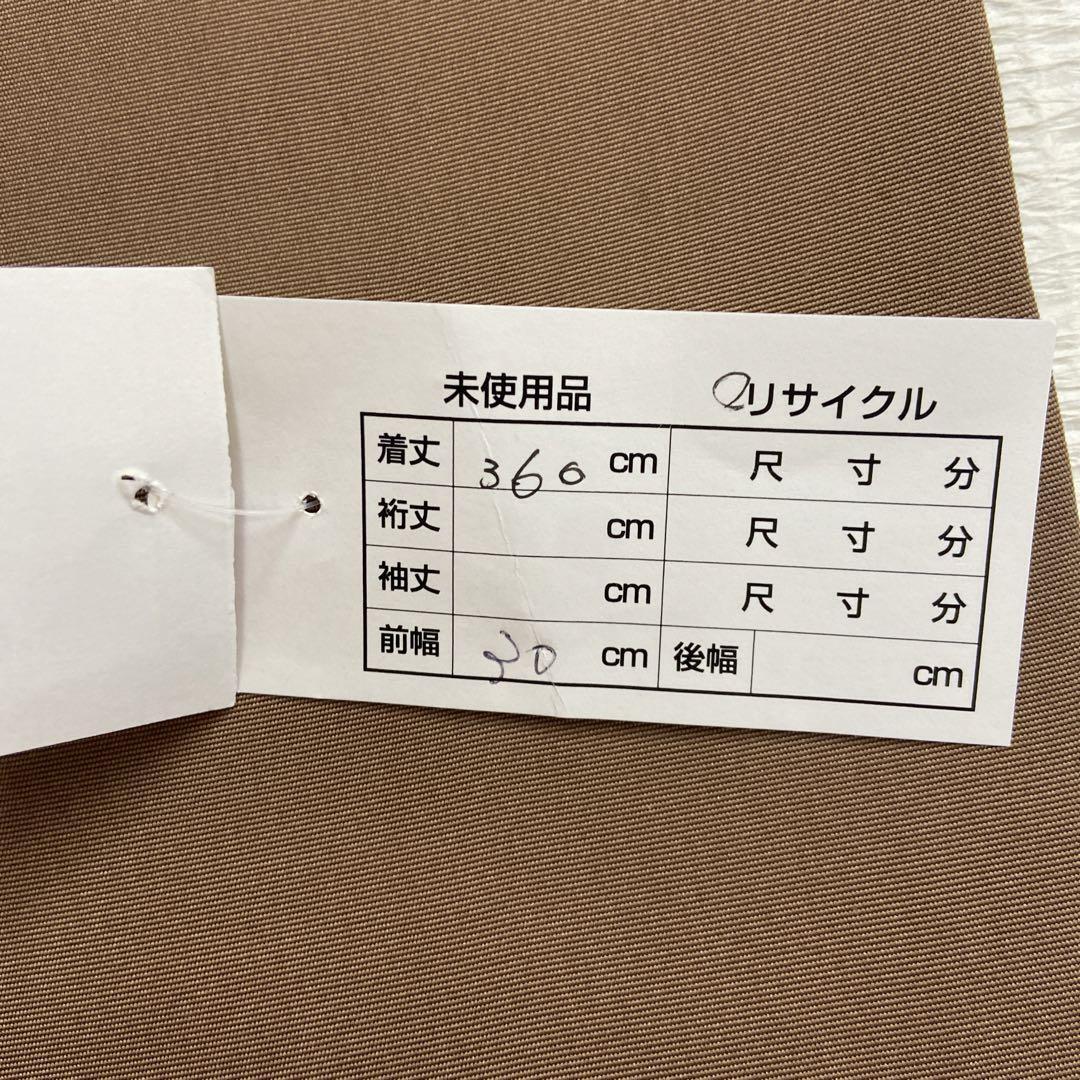 未使用品 リサイクル
着丈 360 cm 尺 寸 分
裄丈 cm 尺 寸 分
袖丈 cm 尺 寸 分
前幅 30 cm 後幅 cm